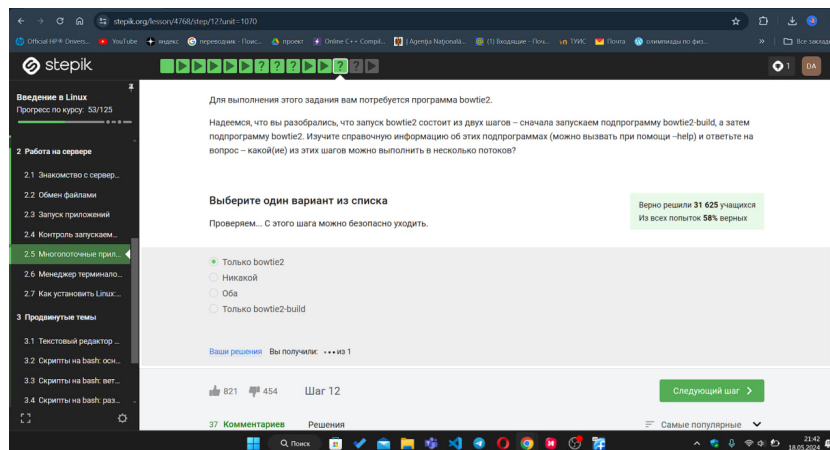 stepik.org/lesson/4768/step/12?unit=1070
Official HP® Drivers...
YouTube
яндекс
переводчик - Поис...
проект
Online C++ Compil...
(1) Входящие - Поч...
ТУИС
Почта
олимпиады по физ...
»
Все заклад
stepik
1
DA
Введение в Linux
Прогресс по курсу: 53/125
2 Работа на сервере
2.1 Знакомство с сервер...
2.2 Обмен файлами
2.3 Запуск приложений
2.4 Контроль запускаем...
2.5 Многопоточные прил...
2.6 Менеджер терминало...
2.7 Как установить Linux:...
3 Продвинутые темы
3.1 Текстовый редактор ...
3.2 Скрипты на bash: осн...
3.3 Скрипты на bash: вет...
3.4 Скрипты на bash: раз...
Для выполнения этого задания вам потребуется программа bowtie2.
Надеемся, что вы разобрались, что запуск bowtie2 состоит из двух шагов – сначала запускаем подпрограмму bowtie2-build, а затем
подпрограмму bowtie2. Изучите справочную информацию об этих подпрограммах (можно вызвать при помощи –help) и ответьте на
вопрос – какой(ие) из этих шагов можно выполнить в несколько потоков?
Выберите один вариант из списка
Проверяем... С этого шага можно безопасно уходить.
Верно решили 31 625 учащихся
Из всех попыток 58% верных
Только bowtie2
Никакой
Оба
Только bowtie2-build
Ваши решения Вы получили: ••• из 1
821
454
Шаг 12
Следующий шаг
37 Комментариев
Решения
Самые популярные
Поиск
21:42
18.05.2024